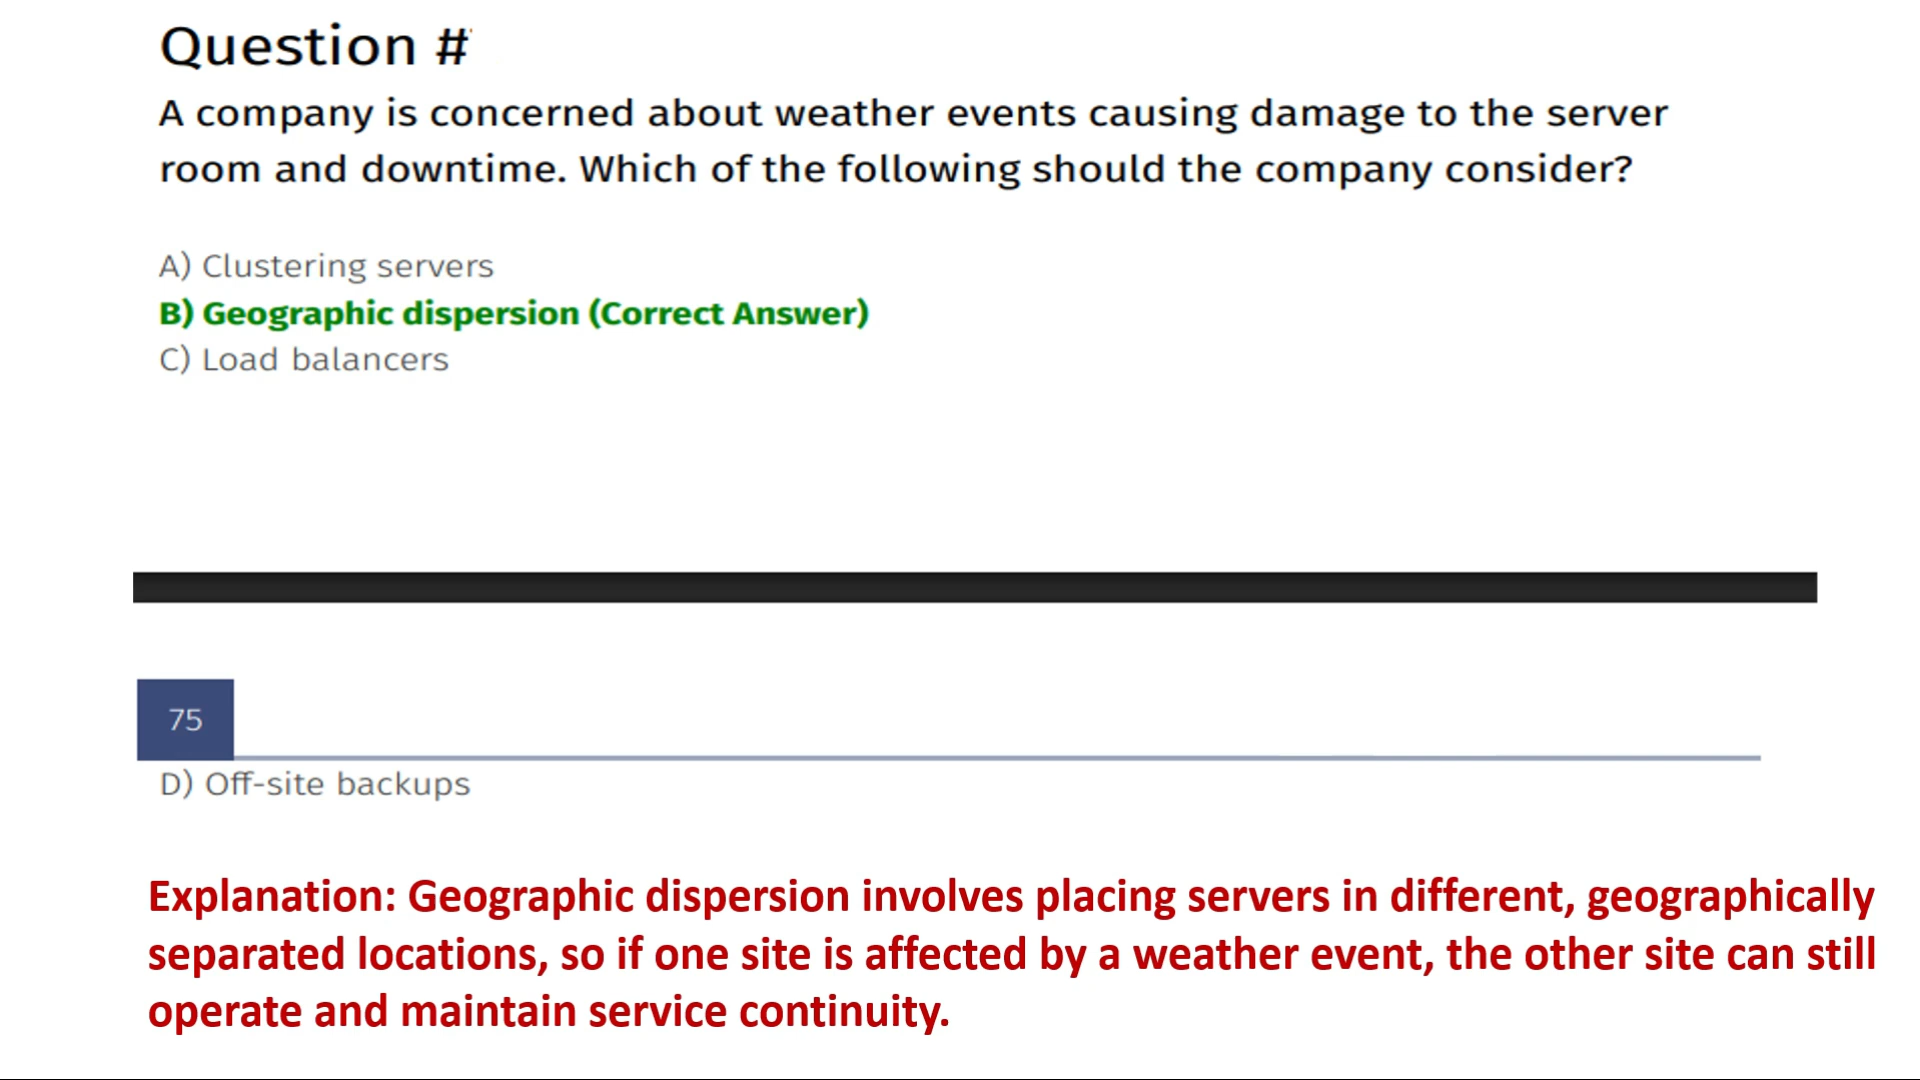 Question #
A company is concerned about weather events causing damage to the server
room and downtime. Which of the following should the company consider?
A) Clustering servers
B) Geographic dispersion (Correct Answer)
C) Load balancers
75
D) Off-site backups
Explanation: Geographic dispersion involves placing servers in different, geographically
separated locations, so if one site is affected by a weather event, the other site can still
operate and maintain service continuity.